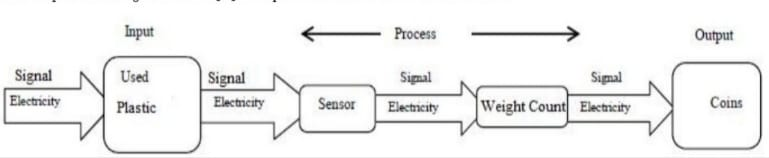 Input
Process
Output
Signal
Electricity
Used
Plastic
Signal
Electricity
Sensor
Signal
Electricity
Weight Count
Signal
Electricity
Coins